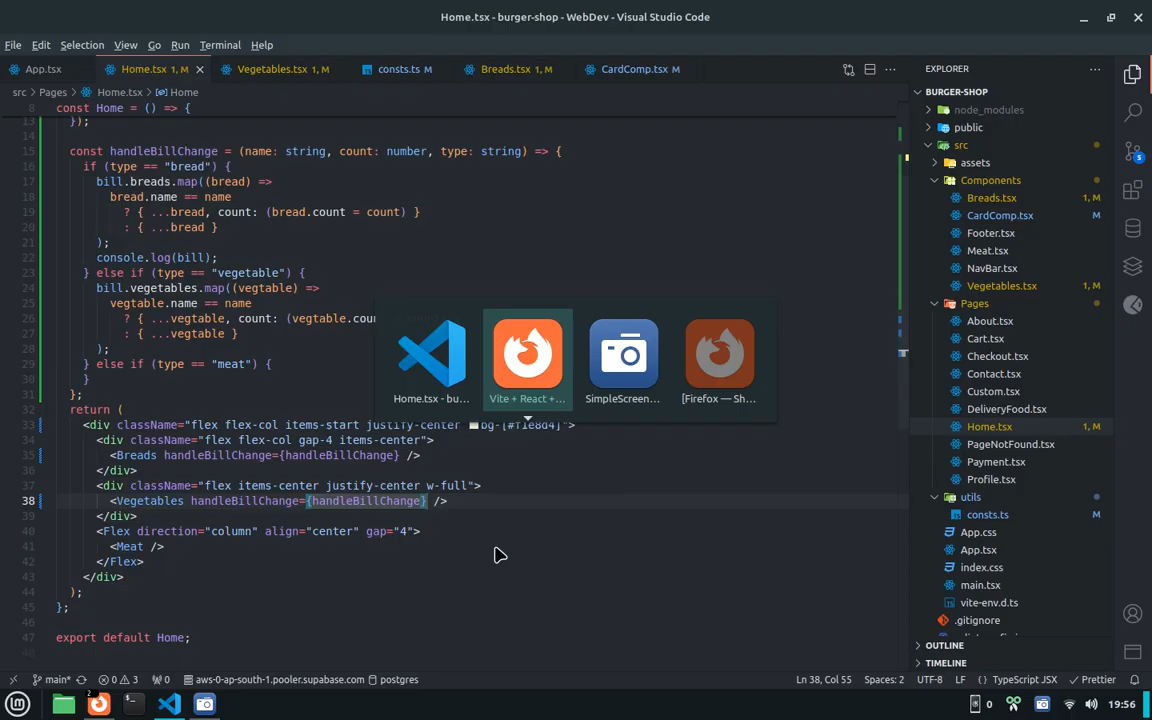 Home.tsx - burger-shop - WebDev - Visual Studio Code
File Edit Selection View Go Run Terminal Help
App.tsx Home.tsx 1, M Vegetables.tsx 1, M consts.ts M Breads.tsx 1, M CardComp.tsx M
src > Pages > Home.tsx > Home
8 const Home = () => {
13 });
14
15 const handleBillChange = (name: string, count: number, type: string) => {
16 if (type == "bread") {
17 bill.breads.map((bread) =>
18 bread.name == name
19 ? { ...bread, count: (bread.count = count) }
20 : { ...bread }
21 );
22 console.log(bill);
23 } else if (type == "vegetable") {
24 bill.vegetables.map((vegtable) =>
25 vegtable.name == name
26 ? { ...vegtable, count: (vegtable.coun
27 : { ...vegtable }
28 );
29 } else if (type == "meat") {
30 }
31 };
32 return (
33 <div className="flex flex-col items-start justify-center bg-[#f1e8d4]">
34 <div className="flex flex-col gap-4 items-center">
35 <Breads handleBillChange={handleBillChange} />
36 </div>
37 <div className="flex items-center justify-center w-full">
38 <Vegetables handleBillChange={handleBillChange} />
39 </div>
40 <Flex direction="column" align="center" gap="4">
41 <Meat />
42 </Flex>
43 </div>
44 );
45 };
46
47 export default Home;
48
Home.tsx - bu... Vite + React +... SimpleScreen... [Firefox — Sh...
EXPLORER
BURGER-SHOP
node_modules
public
src
assets
Components
Breads.tsx 1, M
CardComp.tsx M
Footer.tsx
Meat.tsx
NavBar.tsx
Vegetables.tsx 1, M
Pages
About.tsx
Cart.tsx
Checkout.tsx
Contact.tsx
Custom.tsx
DeliveryFood.tsx
Home.tsx 1, M
PageNotFound.tsx
Payment.tsx
Profile.tsx
utils
consts.ts M
App.css
App.tsx
index.css
main.tsx
vite-env.d.ts
.gitignore
OUTLINE
TIMELINE
5
main* 0 3 0 aws-0-ap-south-1.pooler.supabase.com postgres Ln 38, Col 55 Spaces: 2 UTF-8 LF {} TypeScript JSX Prettier
2 0 19:56